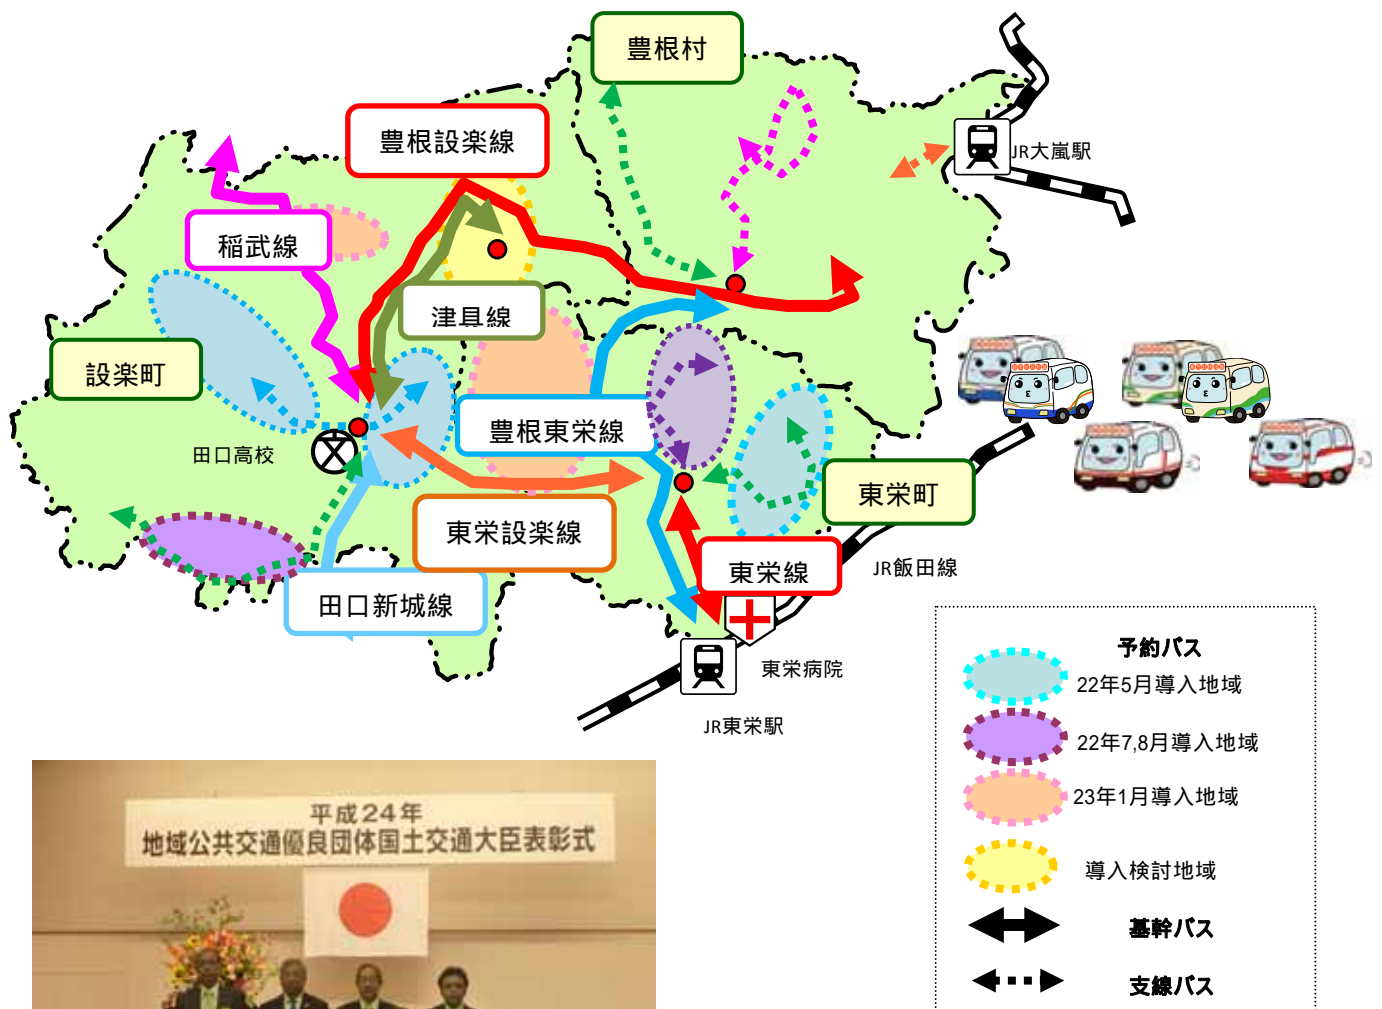 豊根村
豊根設楽線
JR大嵐駅
稲武線
津具線
設楽町
豊根東栄線
田口高校
東栄町
東栄設楽線
東栄線
JR飯田線
田口新城線
東栄病院
JR東栄駅
予約バス
22年5月導入地域
22年7,8月導入地域
23年1月導入地域
導入検討地域
基幹バス
支線バス
平成24年
地域公共交通優良団体国土交通大臣表彰式